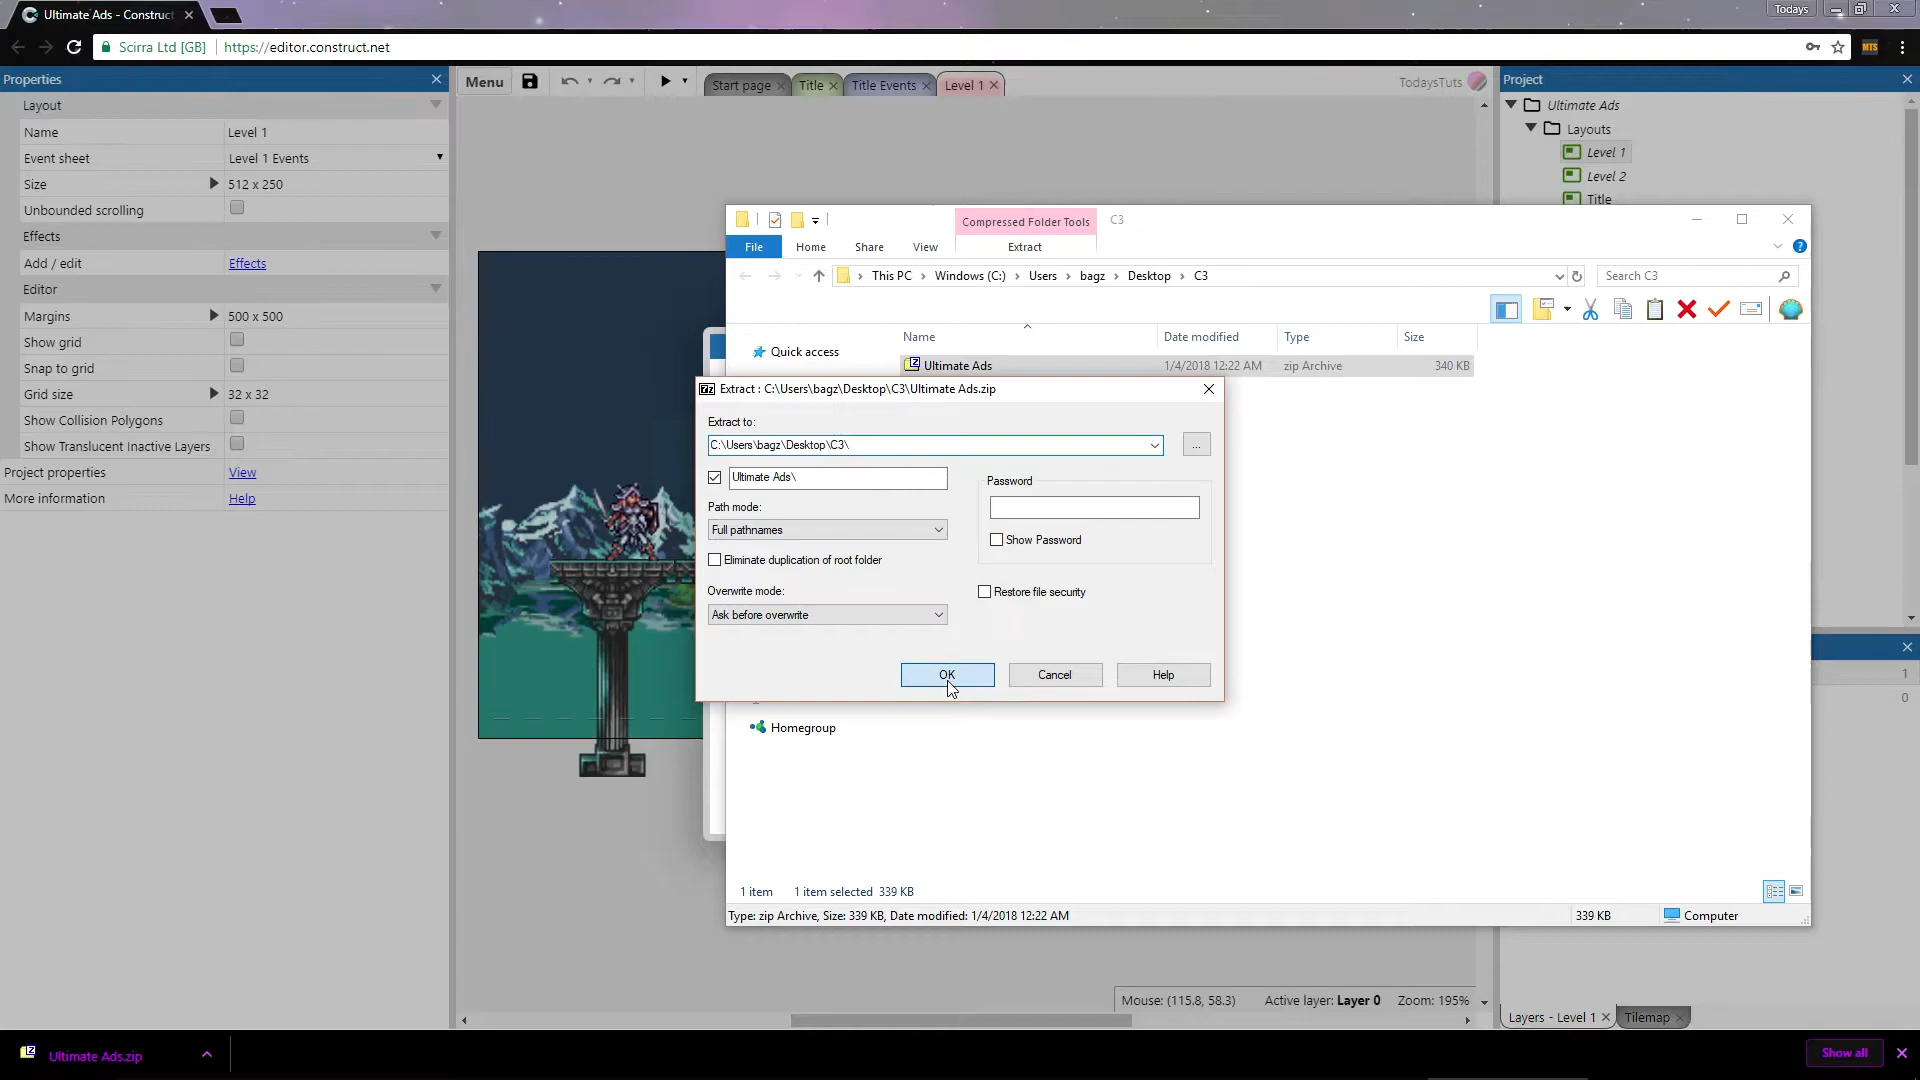 Ultimate Ads - Construct
Todays
Scirra Ltd [GB]
https://editor.construct.net
MTS
Properties
Menu
Start page
Title
Title Events
Level 1
TodaysTuts
Project
Layout
Name
Level 1
Event sheet
Level 1 Events
Size
512 x 250
Unbounded scrolling
Effects
Add / edit
Effects
Editor
Margins
500 x 500
Show grid
Snap to grid
Grid size
32 x 32
Show Collision Polygons
Show Translucent Inactive Layers
Project properties
View
More information
Help
Ultimate Ads
Layouts
Level 1
Level 2
Title
Compressed Folder Tools
C3
File
Home
Share
View
Extract
This PC
Windows (C:)
Users
bagz
Desktop
C3
Search C3
Name
Date modified
Type
Size
Quick access
Ultimate Ads
1/4/2018 12:22 AM
zip Archive
340 KB
Extract : C:\Users\bagz\Desktop\C3\Ultimate Ads.zip
Extract to:
C:\Users\bagz\Desktop\C3\
...
Ultimate Ads\
Path mode:
Full pathnames
Eliminate duplication of root folder
Overwrite mode:
Ask before overwrite
Password
Show Password
Restore file security
OK
Cancel
Help
Homegroup
1
0
1 item
1 item selected 339 KB
Type: zip Archive, Size: 339 KB, Date modified: 1/4/2018 12:22 AM
339 KB
Computer
Mouse: (115.8, 58.3)
Active layer: Layer 0
Zoom: 195%
Layers - Level 1
Tilemap
Ultimate Ads.zip
Show all